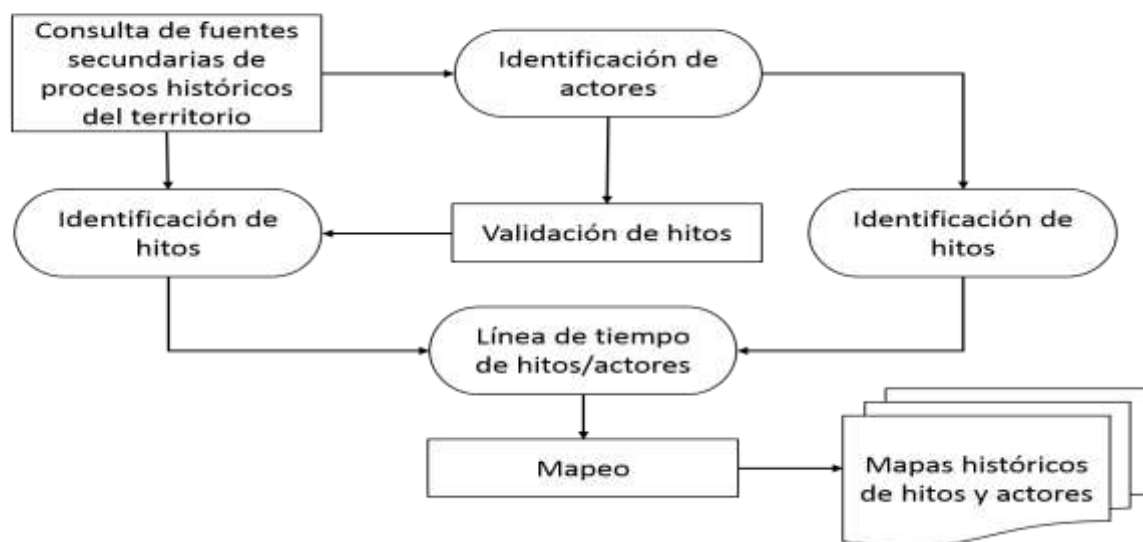 Consulta de fuentes
secundarias de
procesos históricos
del territorio
Identificación de
actores
Identificación de
hitos
Validación de hitos
Identificación de
hitos
Línea de tiempo
de hitos/actores
Mapeo
Mapas históricos
de hitos y actores